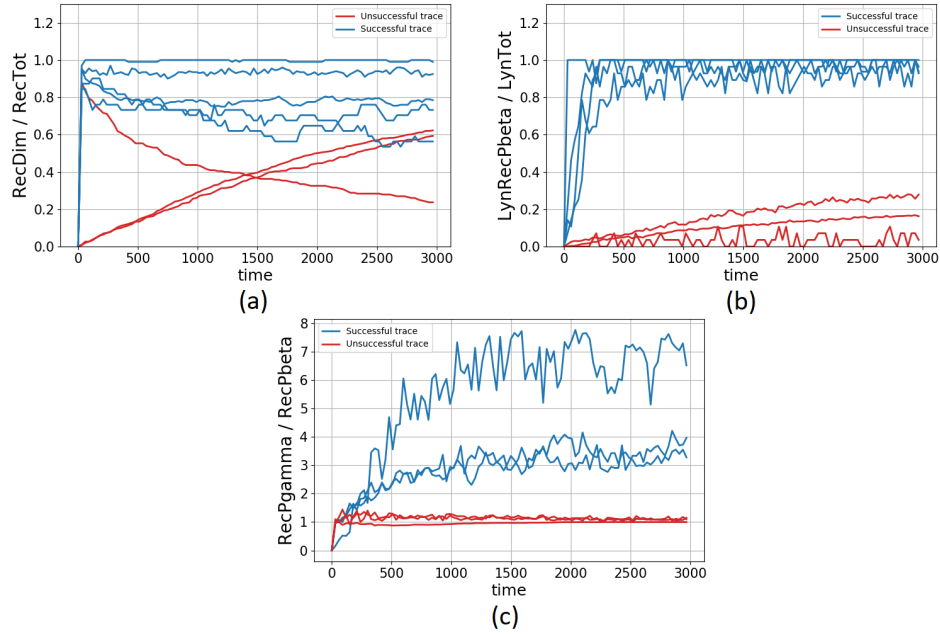 Unsuccessful trace
Successful trace
RecDim / RecTot
1.2
1.0
0.8
0.6
0.4
0.2
0.0
0 500 1000 1500 2000 2500 3000
time
(a)
Successful trace
Unsuccessful trace
LynRecPbeta / LynTot
1.2
1.0
0.8
0.6
0.4
0.2
0.0
0 500 1000 1500 2000 2500 3000
time
(b)
Successful trace
Unsuccessful trace
RecPgamma / RecPbeta
8
7
6
5
4
3
2
1
0
0 500 1000 1500 2000 2500 3000
time
(c)